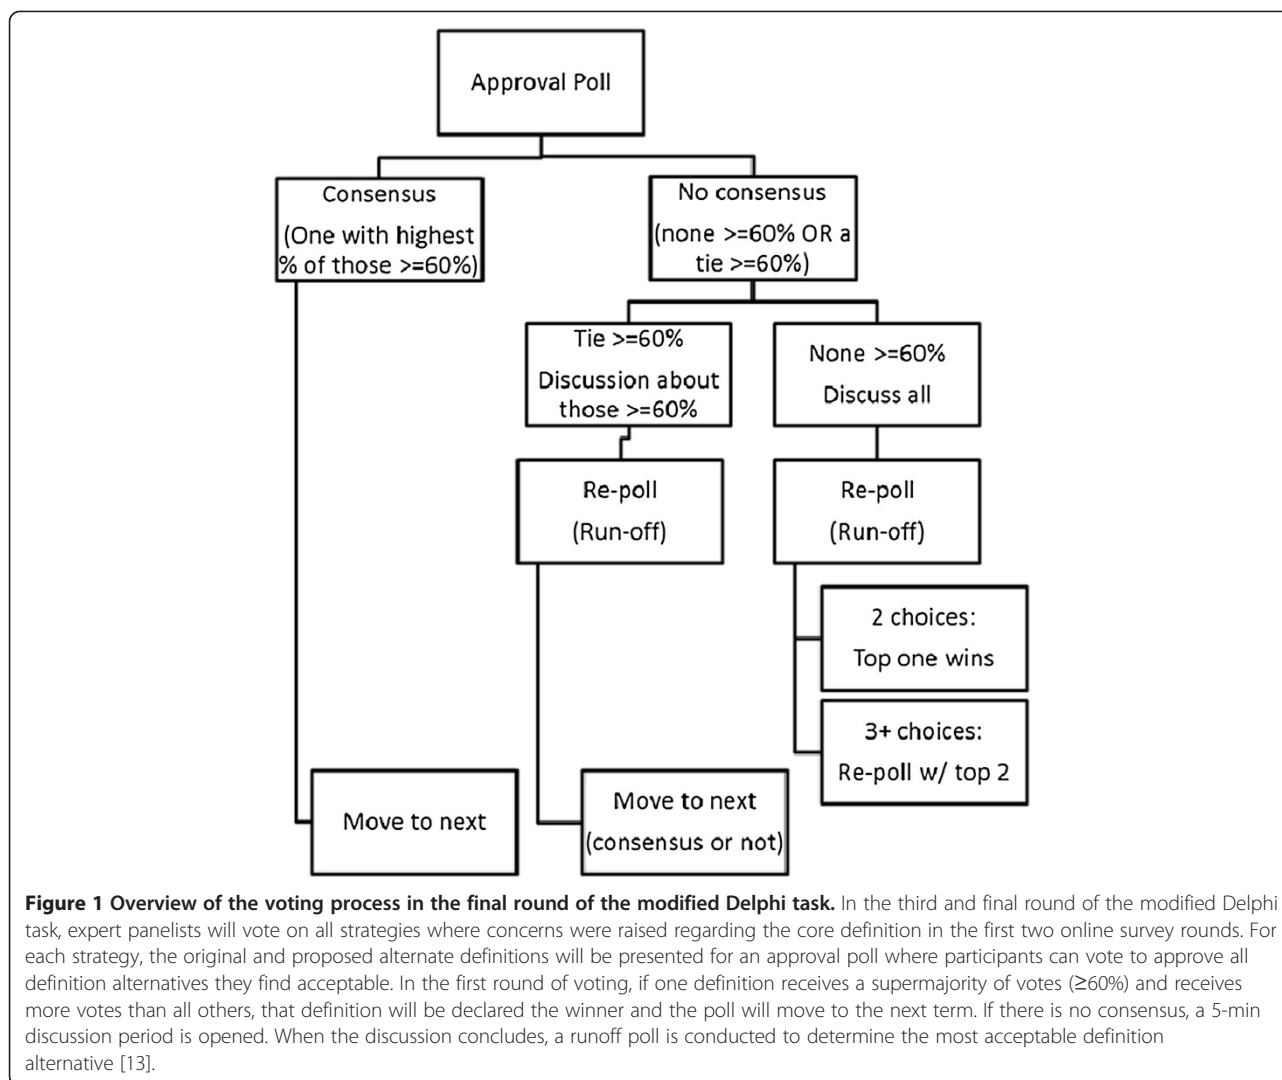 Approval Poll
Consensus
(One with highest
% of those >=60%)
No consensus
(none >=60% OR a
tie >=60%)
Tie >=60%
Discussion about
those >=60%
None >=60%
Discuss all
Re-poll
(Run-off)
Re-poll
(Run-off)
2 choices:
Top one wins
3+ choices:
Re-poll w/ top 2
Move to next
Move to next
(consensus or not)
Figure 1 Overview of the voting process in the final round of the modified Delphi task. In the third and final round of the modified Delphi
task, expert panelists will vote on all strategies where concerns were raised regarding the core definition in the first two online survey rounds. For
each strategy, the original and proposed alternate definitions will be presented for an approval poll where participants can vote to approve all
definition alternatives they find acceptable. In the first round of voting, if one definition receives a supermajority of votes (≥60%) and receives
more votes than all others, that definition will be declared the winner and the poll will move to the next term. If there is no consensus, a 5-min
discussion period is opened. When the discussion concludes, a runoff poll is conducted to determine the most acceptable definition
alternative [13].